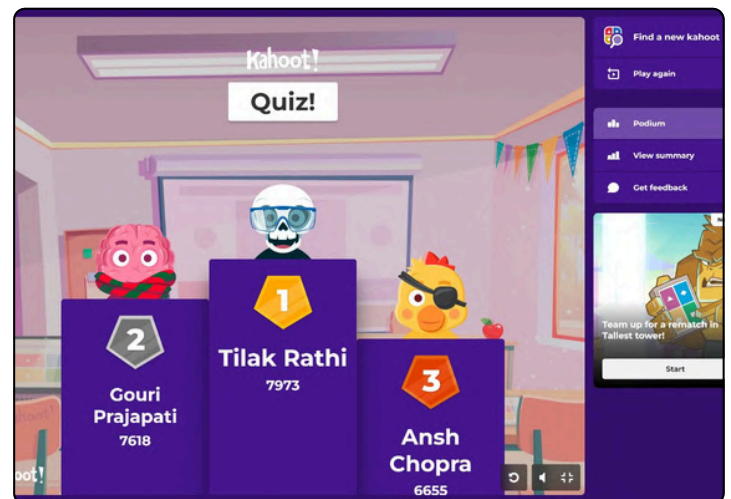 Kahoot!
Quiz!
1
Tilak Rathi
7973
2
Gouri
Prajapati
7618
3
Ansh
Chopra
6655
oot!
Find a new kahoot
Play again
Podium
View summary
Get feedback
Team up for a rematch in
Tallest tower!
Start